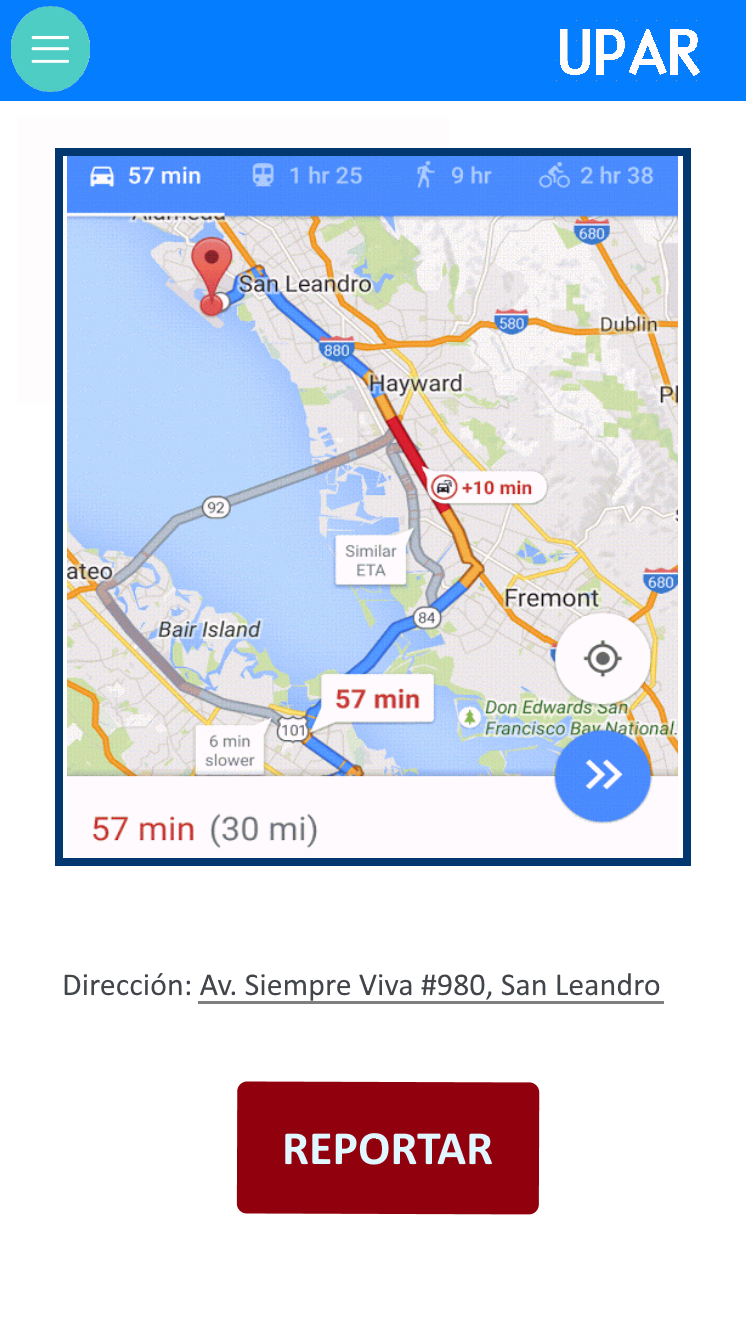 UPAR
57 min 1 hr 25 9 hr 2 hr 38
Alameda
680
San Leandro
580
Dublin
880
Hayward
Pl
+10 min
92
Similar
ETA
ateo
680
Fremont
84
Bair Island
57 min
Don Edwards San
Francisco Bay National.
101
6 min
slower
57 min (30 mi)
Dirección: Av. Siempre Viva #980, San Leandro
REPORTAR